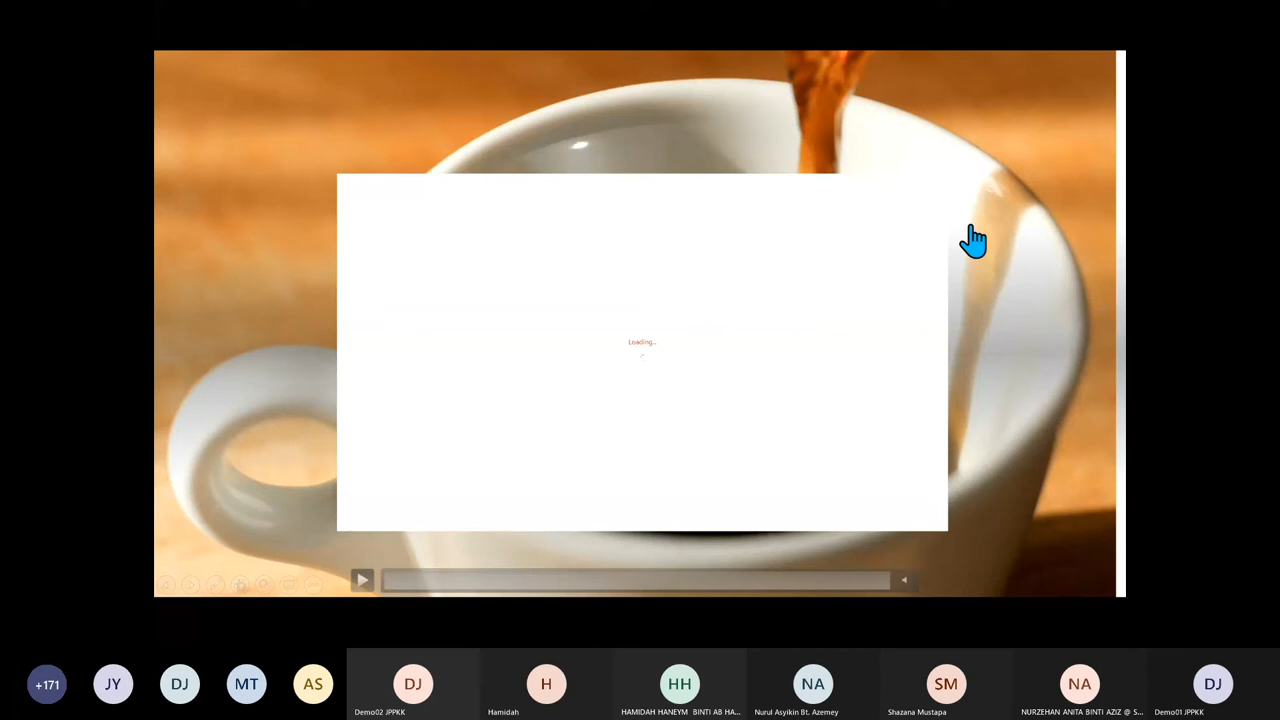 Loading...
+171
JY
DJ
MT
AS
DJ
Demo02 JPPKK
H
Hamidah
HH
HAMIDAH HANEYM BINTI AB HA...
NA
Nurul Asyikin Bt. Azemey
SM
Shazana Mustapa
NA
NURZEHAN ANITA BINTI AZIZ @ S...
DJ
Demo01 JPPKK